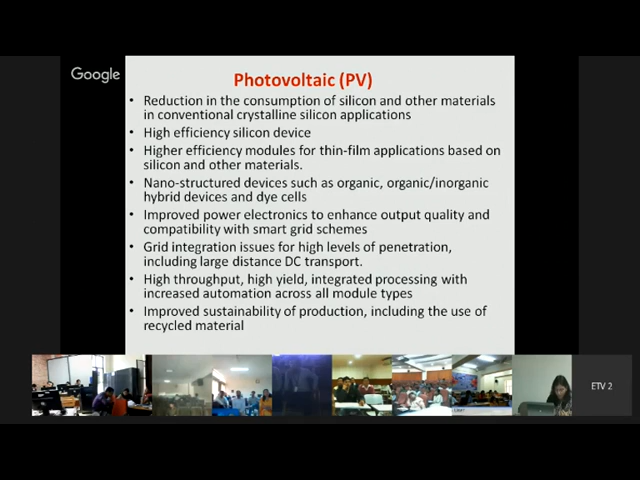 Google
Photovoltaic (PV)
• Reduction in the consumption of silicon and other materials
in conventional crystalline silicon applications
• High efficiency silicon device
• Higher efficiency modules for thin-film applications based on
silicon and other materials.
• Nano-structured devices such as organic, organic/inorganic
hybrid devices and dye cells
• Improved power electronics to enhance output quality and
compatibility with smart grid schemes
• Grid integration issues for high levels of penetration,
including large distance DC transport.
• High throughput, high yield, integrated processing with
increased automation across all module types
• Improved sustainability of production, including the use of
recycled material
ETV 2